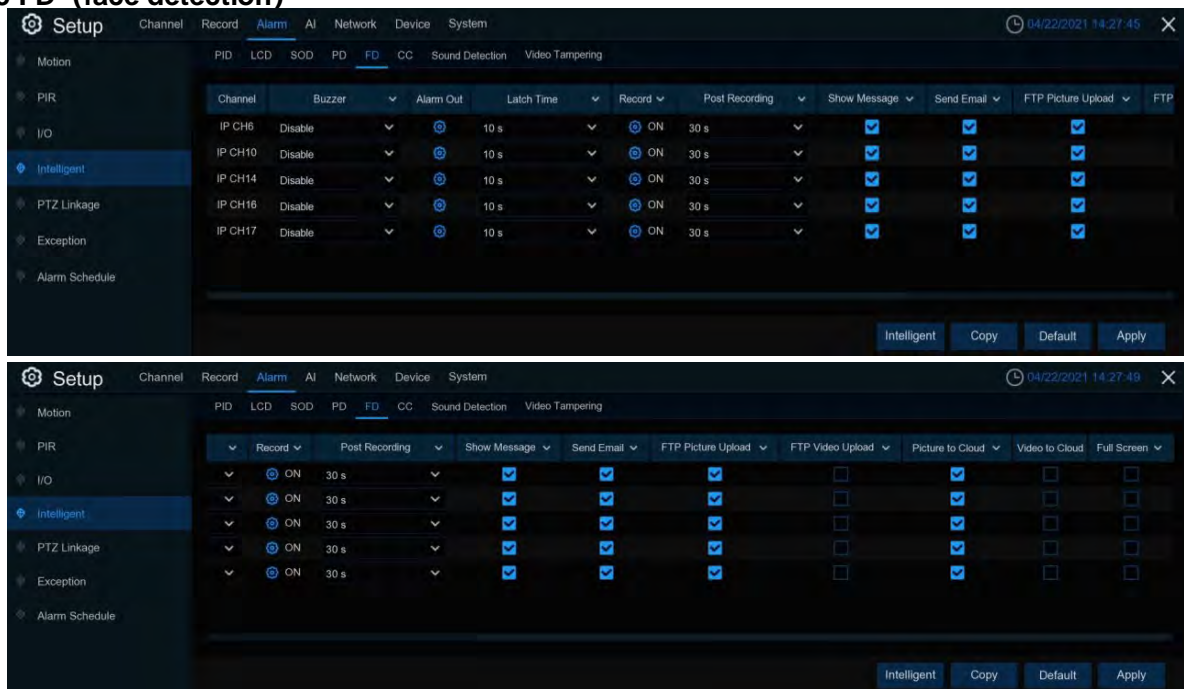 FD (face detection)
Setup Channel Record Alarm AI Network Device System 04/22/2021 14:27:45
Motion PID LCD SOD PD FD CC Sound Detection Video Tampering
PIR Channel Buzzer Alarm Out Latch Time Record Post Recording Show Message Send Email FTP Picture Upload FTP
I/O IP CH6 Disable 10 s ON 30 s
IP CH10 Disable 10 s ON 30 s
Intelligent IP CH14 Disable 10 s ON 30 s
PTZ Linkage IP CH16 Disable 10 s ON 30 s
Exception IP CH17 Disable 10 s ON 30 s
Alarm Schedule
Intelligent Copy Default Apply
Setup Channel Record Alarm AI Network Device System 04/22/2021 14:27:49
Motion PID LCD SOD PD FD CC Sound Detection Video Tampering
PIR Record Post Recording Show Message Send Email FTP Picture Upload FTP Video Upload Picture to Cloud Video to Cloud Full Screen
I/O ON 30 s
ON 30 s
Intelligent ON 30 s
PTZ Linkage ON 30 s
Exception ON 30 s
Alarm Schedule
Intelligent Copy Default Apply